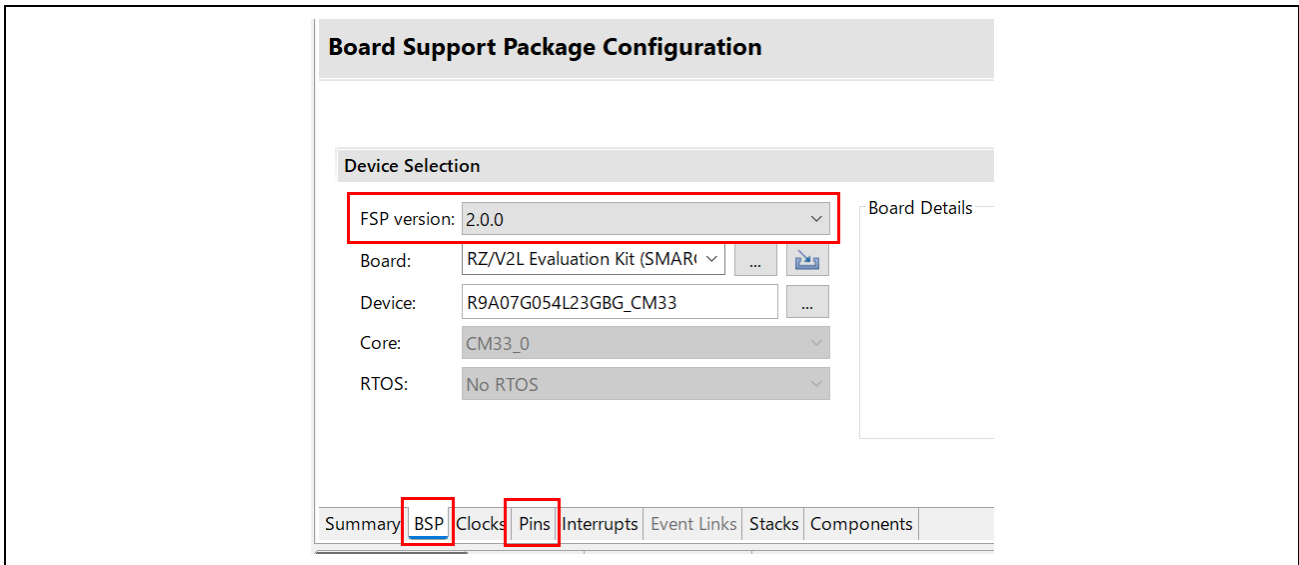 Board Support Package Configuration
Device Selection
FSP version: 2.0.0
Board Details
Board: RZ/V2L Evaluation Kit (SMAR ...
Device: R9A07G054L23GBG_CM33 ...
Core: CM33_0
RTOS: No RTOS
Summary BSP Clocks Pins Interrupts Event Links Stacks Components